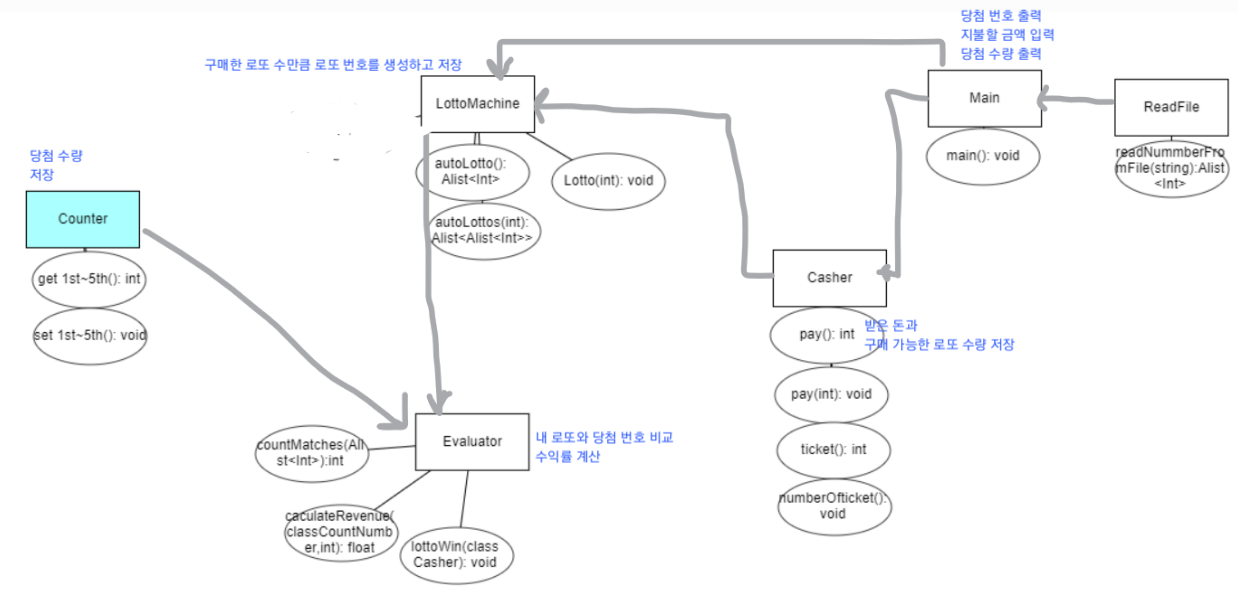 당첨 번호 출력
지불할 금액 입력
당첨 수량 출력
구매한 로또 수만큼 로또 번호를 생성하고 저장
LottoMachine
Main
ReadFile
autoLotto():
Alist<Int>
Lotto(int): void
main(): void
readNummberFro
mFile(string):Alist
<Int>
당첨 수량
저장
Counter
autoLottos(int):
Alist<Alist<Int>>
get 1st~5th(): int
set 1st~5th(): void
Casher
pay(): int
받은 돈과
구매 가능한 로또 수량 저장
pay(int): void
ticket(): int
numberOfticket():
void
Evaluator
내 로또와 당첨 번호 비교
수익률 계산
countMatches(Ali
st<Int>):int
caculateRevenue(
classCountNumb
er,int): float
lottoWin(class
Casher): void